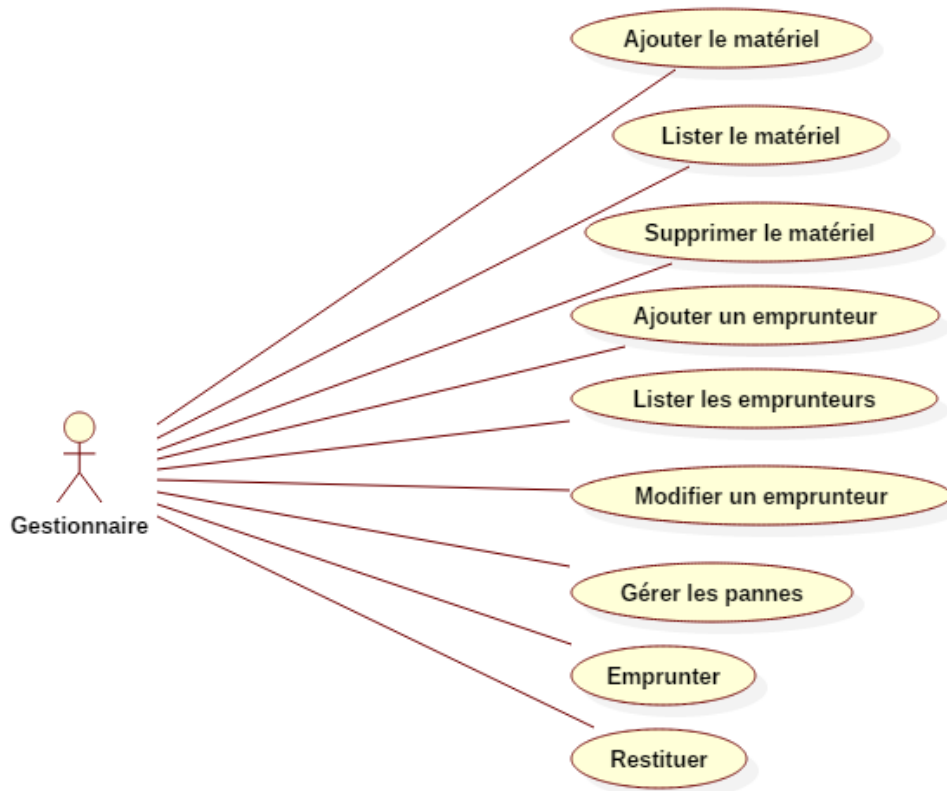 Ajouter le matériel
Lister le matériel
Supprimer le matériel
Ajouter un emprunteur
Lister les emprunteurs
Modifier un emprunteur
Gestionnaire
Gérer les pannes
Emprunter
Restituer